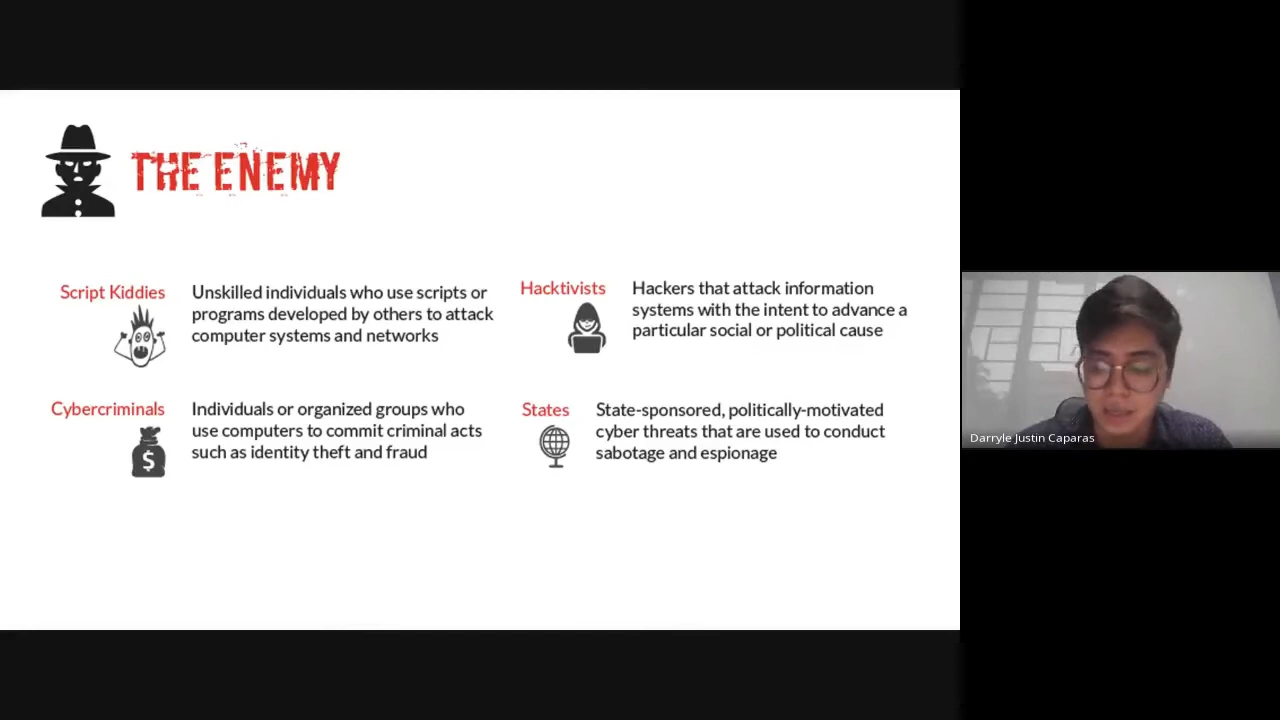 THE ENEMY
Script Kiddies
Unskilled individuals who use scripts or
programs developed by others to attack
computer systems and networks
Hacktivists
Hackers that attack information
systems with the intent to advance a
particular social or political cause
Cybercriminals
Individuals or organized groups who
use computers to commit criminal acts
such as identity theft and fraud
$
States
State-sponsored, politically-motivated
cyber threats that are used to conduct
sabotage and espionage
Darryle Justin Caparas